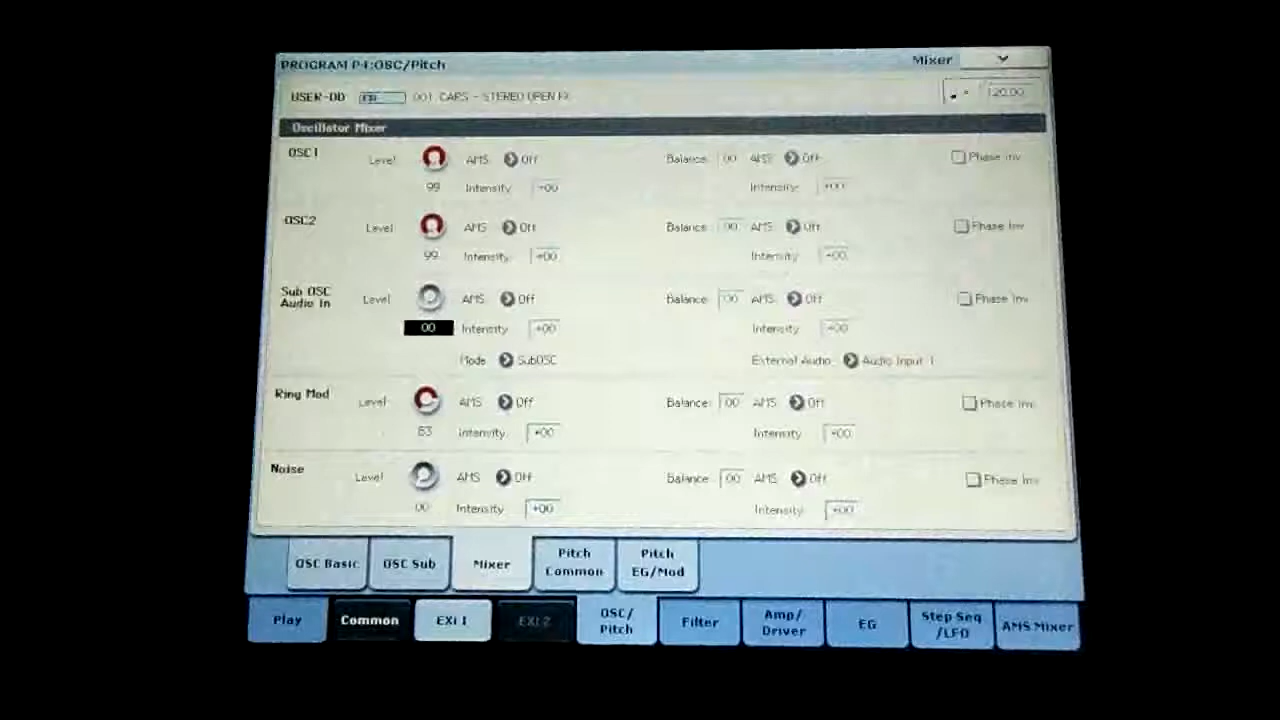 PROGRAM P4:OSC/Pitch Mixer
USER-DD 001 CARS - STEREO OPEN FX 120.00
Oscillator Mixer
OSC1 Level AMS Off Balance 00 AMS Off Phase Inv
99 Intensity +00 Intensity +00
OSC2 Level AMS Off Balance 00 AMS Off Phase Inv
99 Intensity +00 Intensity +00
Sub OSC
Audio In Level AMS Off Balance 00 AMS Off Phase Inv
00 Intensity +00 Intensity +00
Mode SubOSC External Audio Audio Input 1
Ring Mod Level AMS Off Balance 00 AMS Off Phase Inv
63 Intensity +00 Intensity +00
Noise Level AMS Off Balance 00 AMS Off Phase Inv
00 Intensity +00 Intensity +00
OSC Basic OSC Sub Mixer Pitch Common Pitch EG/Mod
Play Common EXi 1 EXi 2 OSC/ Pitch Filter Amp/ Driver EG Step Seq /LFO AMS Mixer